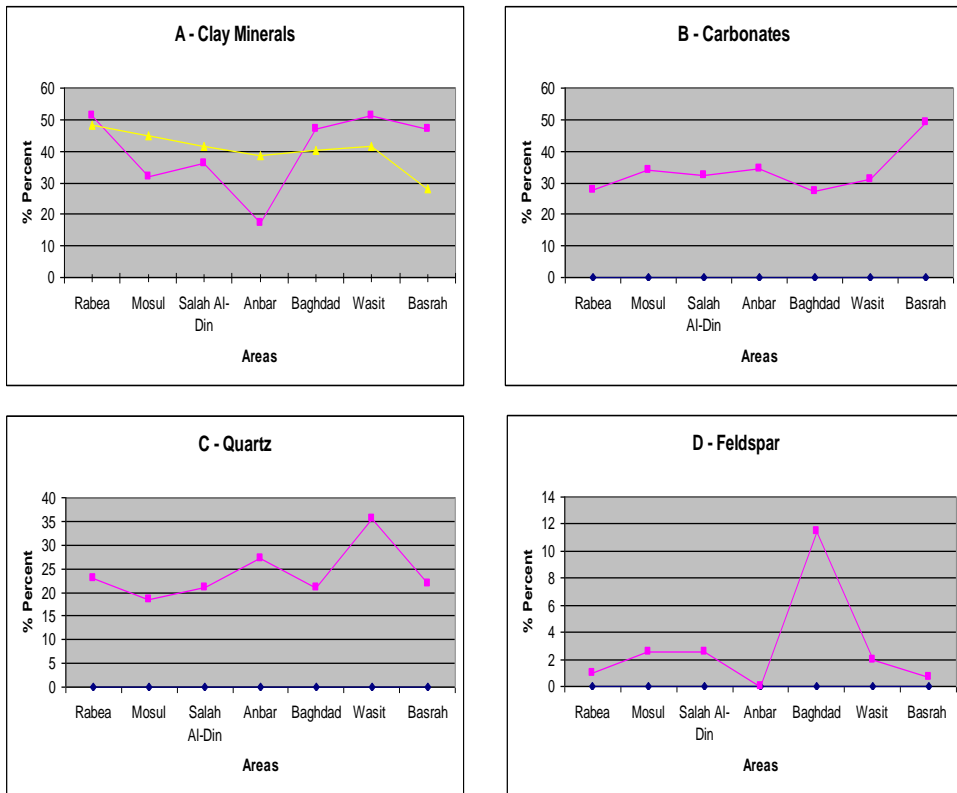 A - Clay Minerals
% Percent
60
50
40
30
20
10
0
Rabea Mosul Salah Al- Anbar Baghdad Wasit Basrah
Din
Areas
B - Carbonates
% Percent
60
50
40
30
20
10
0
Rabea Mosul Salah Anbar Baghdad Wasit Basrah
Al-Din
Areas
C - Quartz
% Percent
40
35
30
25
20
15
10
5
0
Rabea Mosul Salah Anbar Baghdad Wasit Basrah
Al-Din
Areas
D - Feldspar
% Percent
14
12
10
8
6
4
2
0
Rabea Mosul Salah Al- Anbar Baghdad Wasit Basrah
Din
Areas